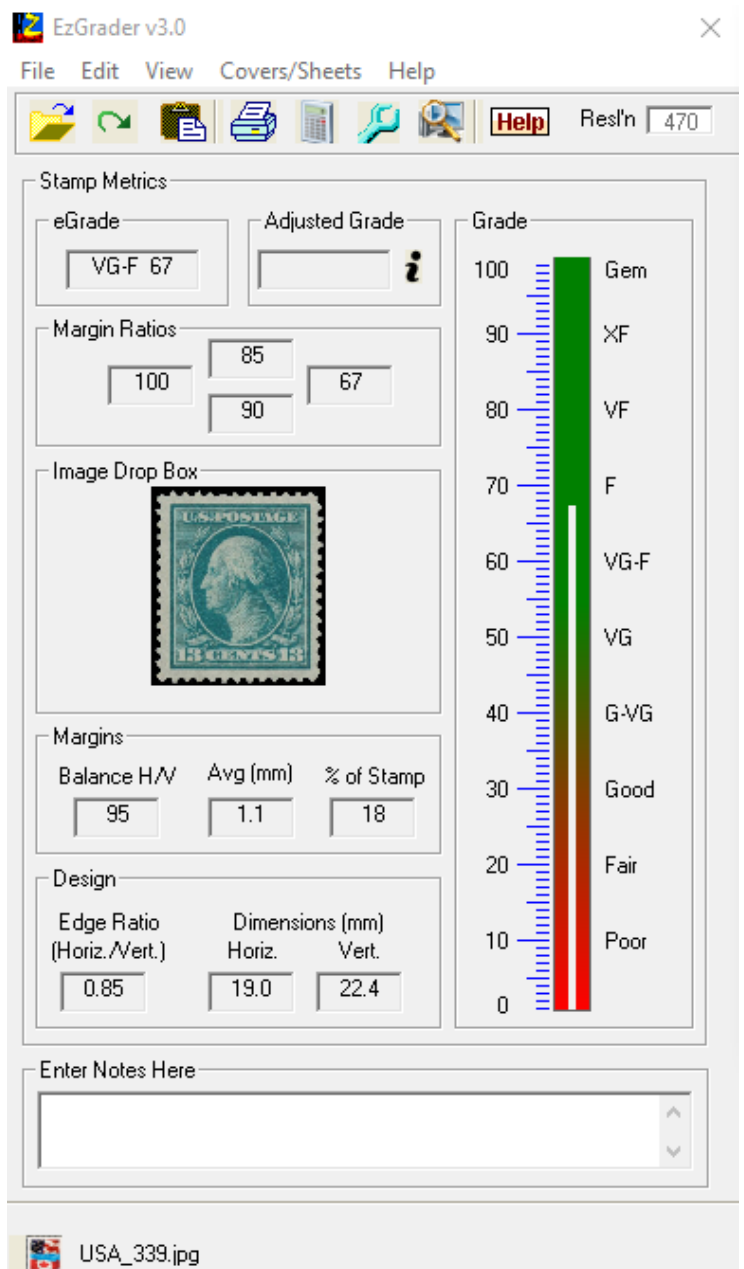 EzGrader v3.0
File Edit View Covers/Sheets Help
Help Resl'n 470
Stamp Metrics
eGrade
VG-F 67
Adjusted Grade
Margin Ratios
85
100 67
90
Image Drop Box
U.S.POSTAGE
13 CENTS 13
Margins
Balance H/V Avg (mm) % of Stamp
95 1.1 18
Design
Edge Ratio
(Horiz./Vert.)
Dimensions (mm)
Horiz. Vert.
0.85 19.0 22.4
Grade
100 Gem
90 XF
80 VF
70 F
60 VG-F
50 VG
40 G-VG
30 Good
20 Fair
10 Poor
0
Enter Notes Here
USA_339.jpg